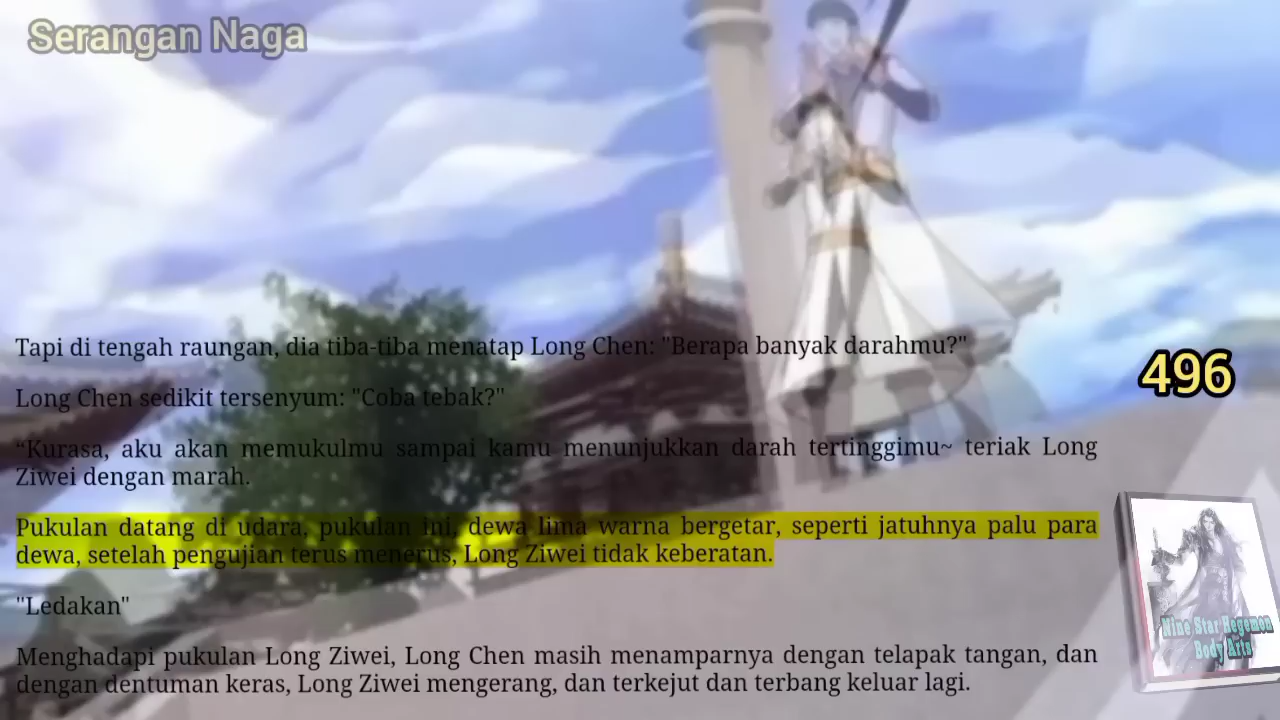 Serangan Naga
Tapi di tengah raungan, dia tiba-tiba menatap Long Chen: "Berapa banyak darahmu?"
496
Long Chen sedikit tersenyum: "Coba tebak?"
“Kurasa, aku akan memukulmu sampai kamu menunjukkan darah tertinggimu~ teriak Long
Ziwei dengan marah.
Pukulan datang di udara, pukulan ini, dewa lima warna bergetar, seperti jatuhnya palu para
dewa, setelah pengujian terus menerus, Long Ziwei tidak keberatan.
"Ledakan"
Nine Star Hegemon
Body Arts
Menghadapi pukulan Long Ziwei, Long Chen masih menamparnya dengan telapak tangan, dan
dengan dentuman keras, Long Ziwei mengerang, dan terkejut dan terbang keluar lagi.